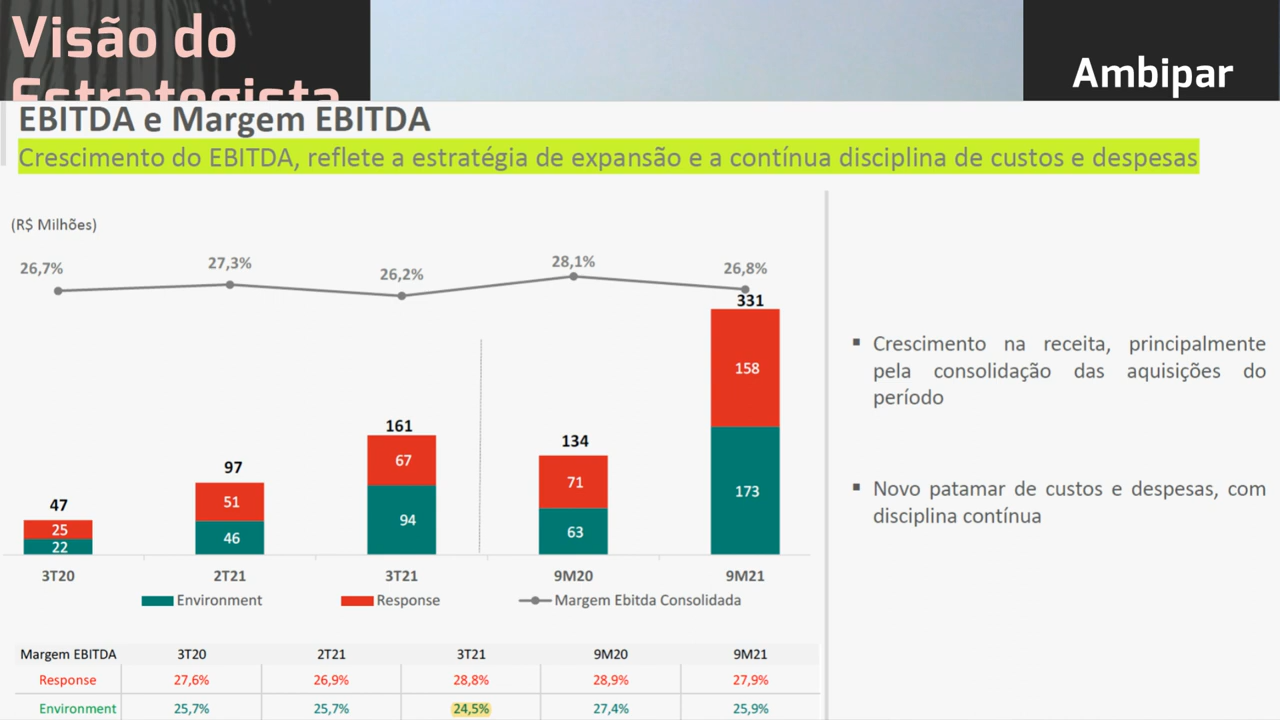 Visão do
Estrategista
Ambipar
EBITDA e Margem EBITDA
Crescimento do EBITDA, reflete a estratégia de expansão e a contínua disciplina de custos e despesas
(R$ Milhões)
26,7% 27,3% 26,2% 28,1% 26,8%
47 97 161 134 331
25 51 67 71 158
22 46 94 63 173
3T20 2T21 3T21 9M20 9M21
Environment Response Margem Ebitda Consolidada
Crescimento na receita, principalmente
pela consolidação das aquisições do
período
Novo patamar de custos e despesas, com
disciplina contínua
Margem EBITDA 3T20 2T21 3T21 9M20 9M21
Response 27,6% 26,9% 28,8% 28,9% 27,9%
Environment 25,7% 25,7% 24,5% 27,4% 25,9%